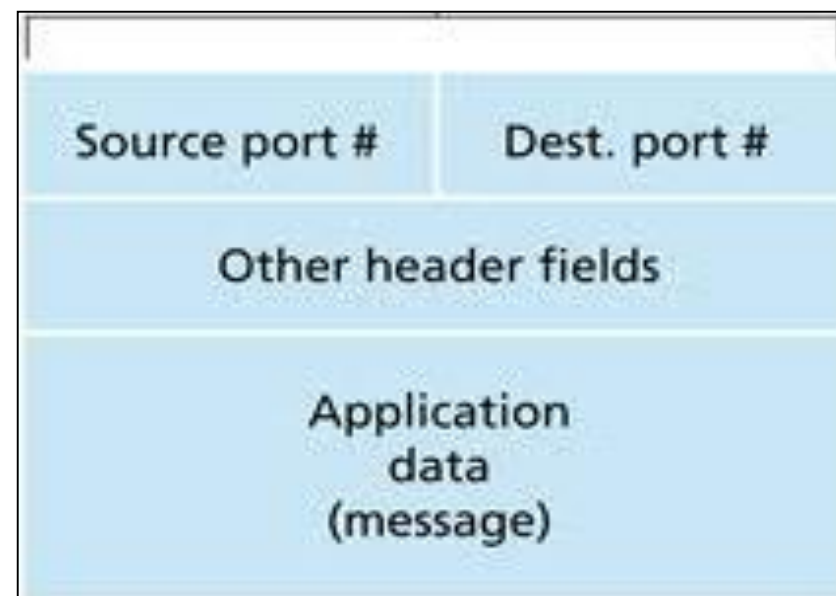 Source port # Dest. port #
Other header fields
Application
data
(message)